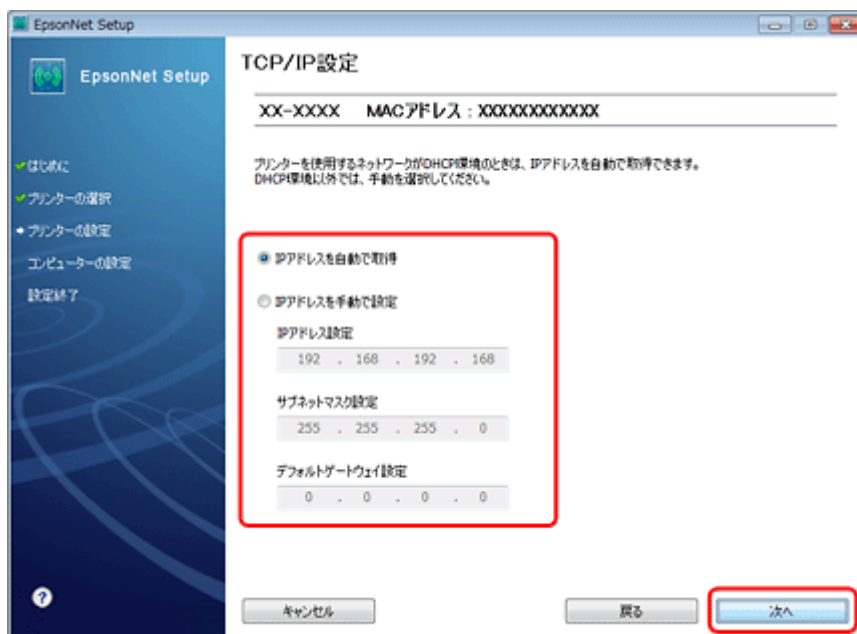 EpsonNet Setup
EpsonNet Setup
はじめに
プリンターの選択
プリンターの設定
コンピューターの設定
設定終了
TCP/IP設定
XX-XXXX MACアドレス : XXXXXXXXXXXX
プリンターを使用するネットワークがDHCP環境のときは、IPアドレスを自動で取得できます。
DHCP環境以外では、手動を選択してください。
IPアドレスを自動で取得
IPアドレスを手動で設定
IPアドレス設定
192 . 168 . 192 . 168
サブネットマスク設定
255 . 255 . 255 . 0
デフォルトゲートウェイ設定
0 . 0 . 0 . 0
?
キャンセル
戻る
次へ